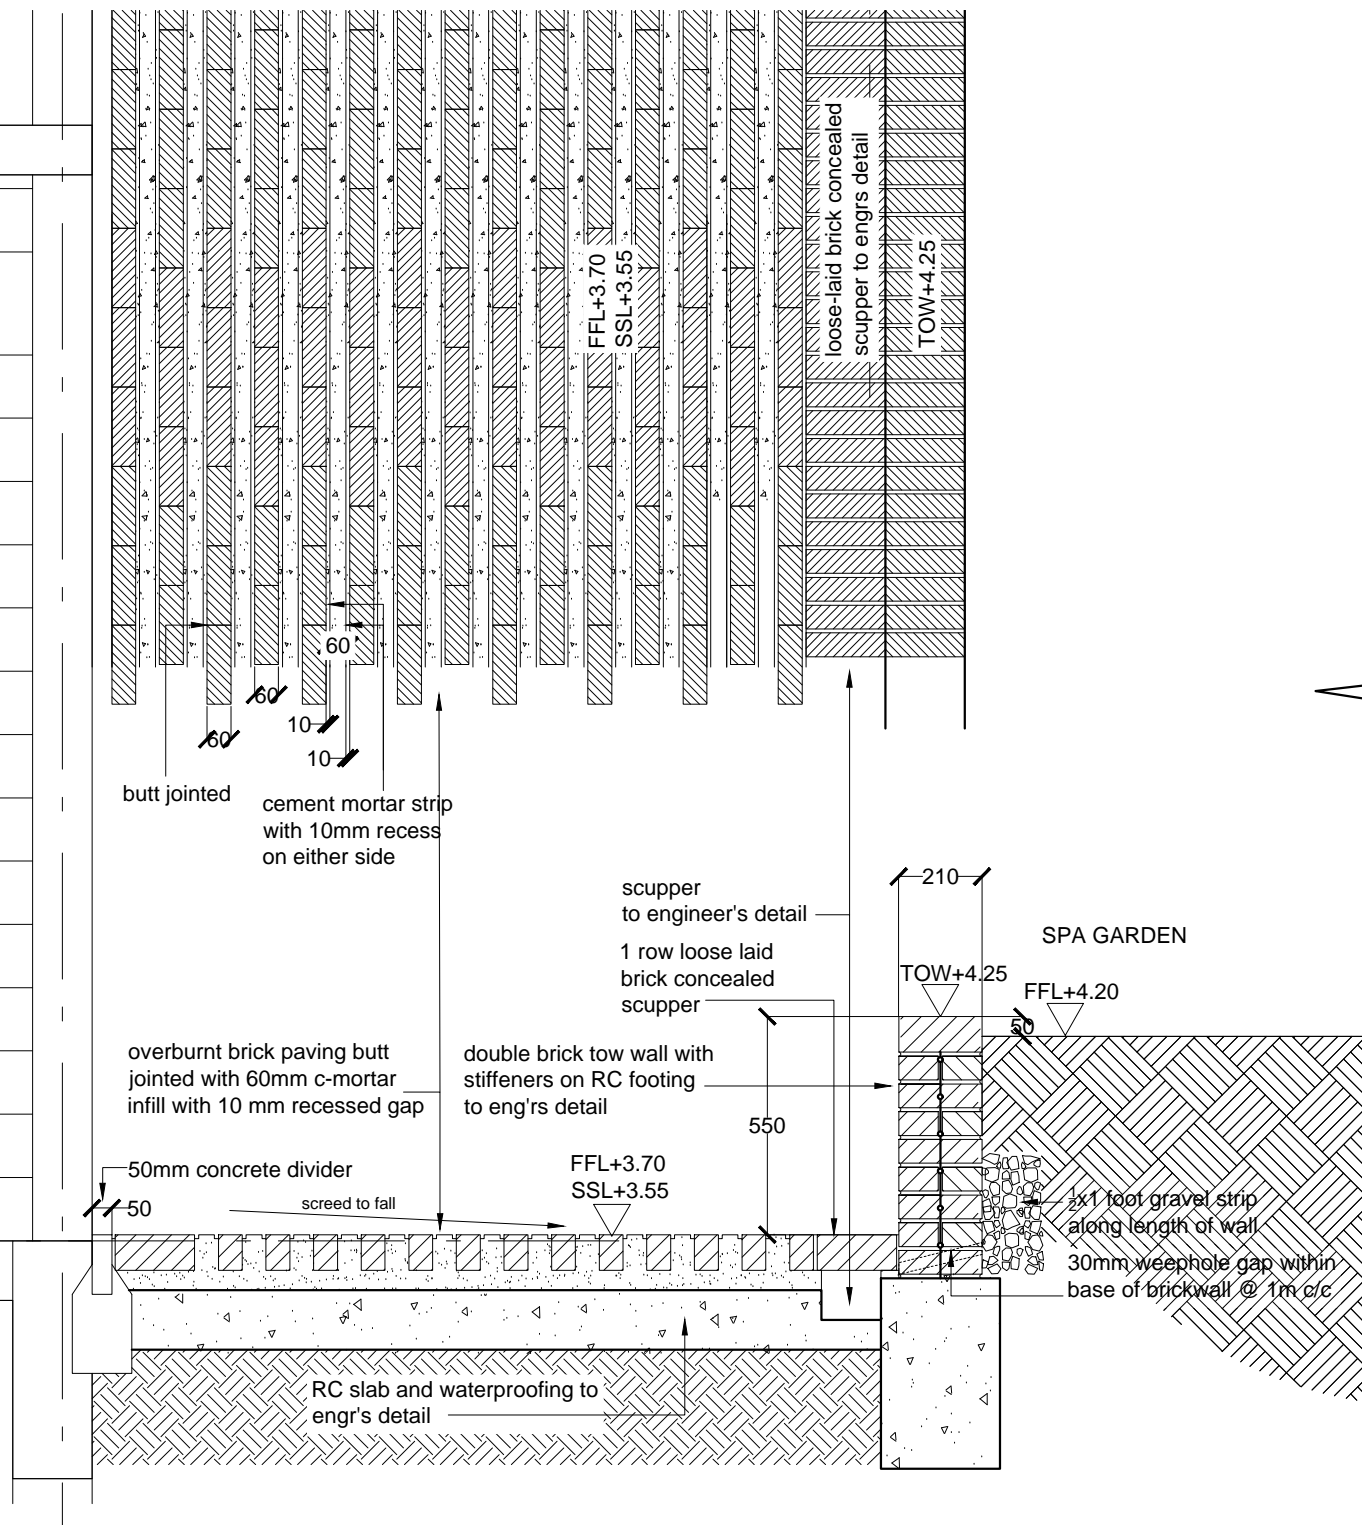 loose-laid brick concealed
scupper to engrs detail
TOW+4.25
FFL+3.70
SSL+3.55
60
60
60
10
10
butt jointed
cement mortar strip
with 10mm recess
on either side
scupper
to engineer's detail
1 row loose laid
brick concealed
scupper
210
SPA GARDEN
TOW+4.25
FFL+4.20
50
overburnt brick paving butt
jointed with 60mm c-mortar
infill with 10 mm recessed gap
double brick tow wall with
stiffeners on RC footing
to eng'rs detail
550
50mm concrete divider
50
screed to fall
FFL+3.70
SSL+3.55
½x1 foot gravel strip
along length of wall
30mm weephole gap within
base of brickwall @ 1m c/c
RC slab and waterproofing to
engr's detail